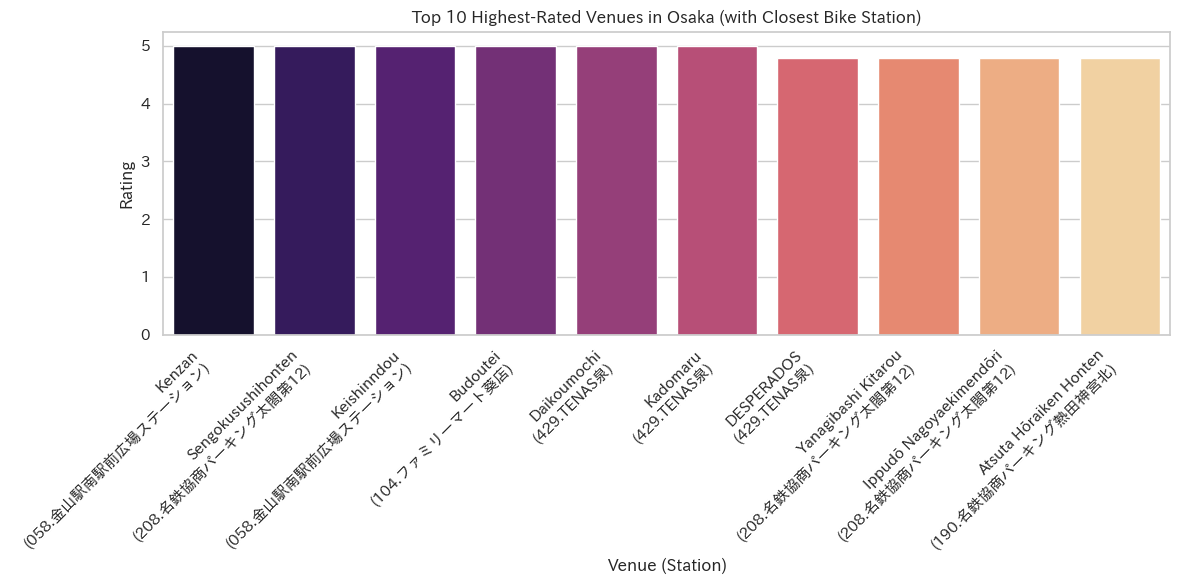 Top 10 Highest-Rated Venues in Osaka (with Closest Bike Station)
Rating
5
4
3
2
1
0
Kenzan
(058.金山駅南駅前広場ステーション)
Sengokusushihonten
(208.名鉄協商パーキング太閤第12)
Keishinndou
(058.金山駅南駅前広場ステーション)
Budoutei
(104.ファミリーマート葵店)
Daikoumochi
(429.TENAS泉)
Kadomaru
(429.TENAS泉)
DESPERADOS
(429.TENAS泉)
Yanagibashi Kitarou
(208.名鉄協商パーキング太閤第12)
Ippudō Nagoyaekimendōri
(208.名鉄協商パーキング太閤第12)
Atsuta Hōraiken Honten
(190.名鉄協商パーキング熱田神宮北)
Venue (Station)